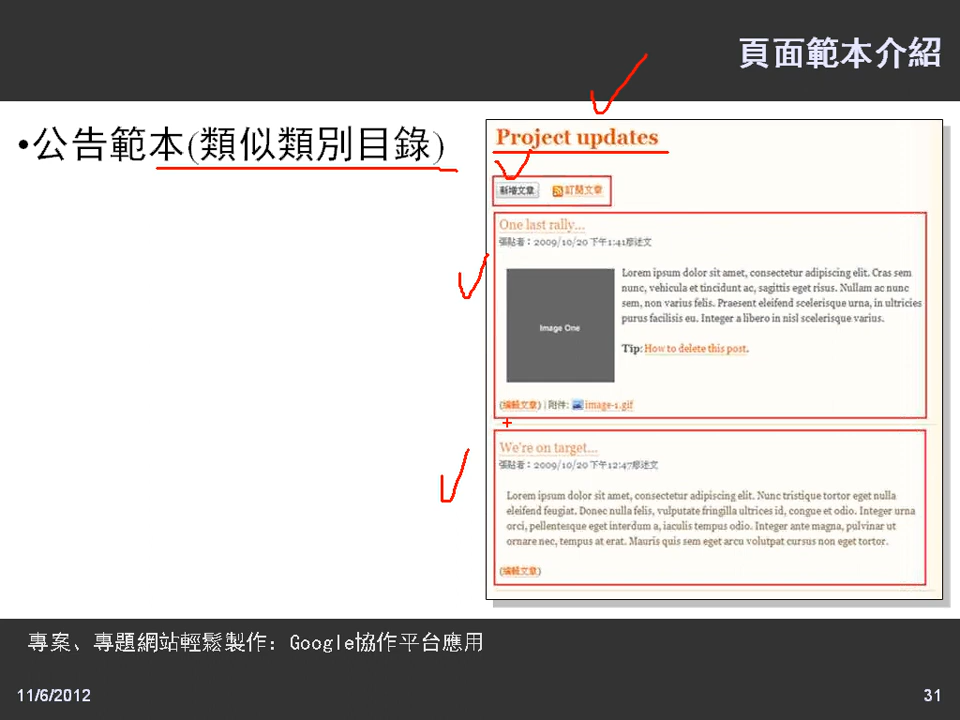 頁面範本介紹
•公告範本(類似類別目錄)
Project updates
新增文章 訂閱文章
One last rally...
張貼者：2009/10/20 下午1:41廖述文
Lorem ipsum dolor sit amet, consectetur adipiscing elit. Cras sem
nunc, vehicula et tincidunt ac, sagittis eget risus. Nullam ac nunc
sem, non varius felis. Praesent eleifend scelerisque urna, in ultricies
purus facilisis eu. Integer a libero in nisl scelerisque varius.
Image One
Tip: How to delete this post.
(編輯文章) | 附件: image-1.gif
We're on target...
張貼者：2009/10/20 下午12:47廖述文
Lorem ipsum dolor sit amet, consectetur adipiscing elit. Nunc tristique tortor eget nulla
eleifend feugiat. Donec nulla felis, vulputate fringilla ultrices id, congue et odio. Integer urna
orci, pellentesque eget interdum a, iaculis tempus odio. Integer ante magna, pulvinar ut
ornare nec, tempus at erat. Mauris quis sem eget arcu volutpat cursus non eget tortor.
(編輯文章)
專案、專題網站輕鬆製作：Google協作平台應用
11/6/2012
31